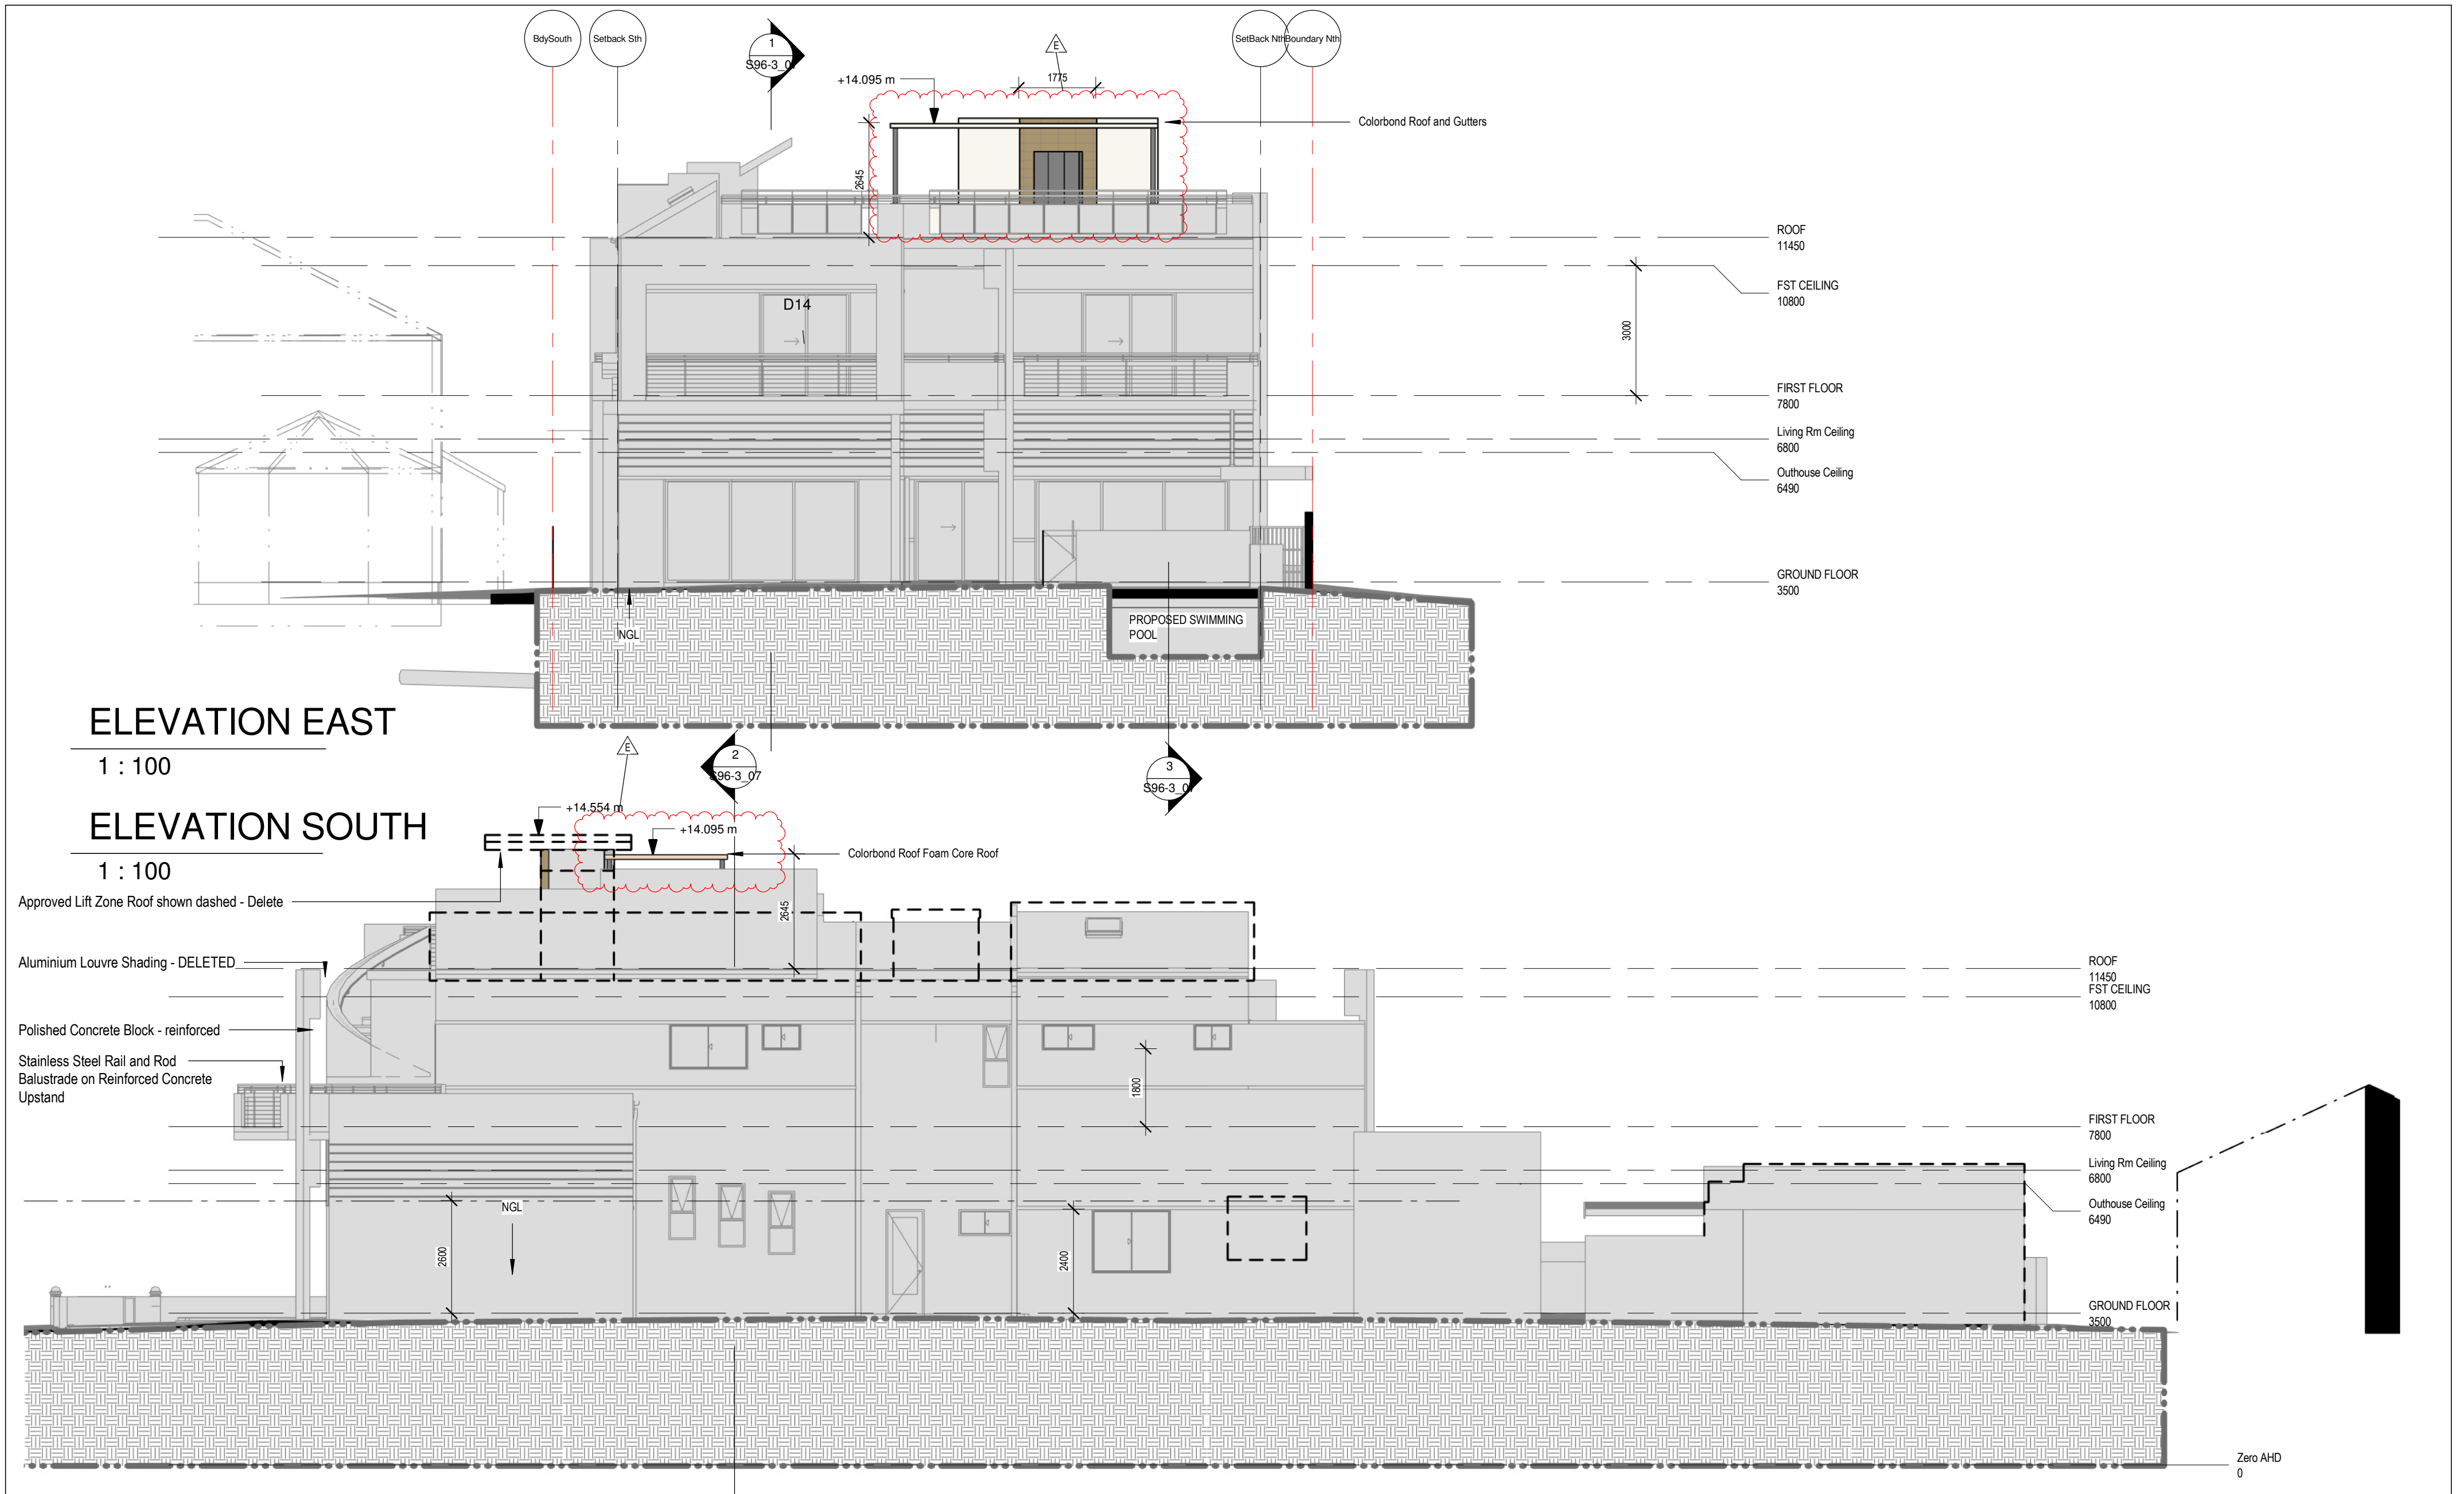 BdySouth
Setback Sth
1
S96-3_07
E
SetBack Nth
Boundary Nth
+14.095 m
1775
Colorbond Roof and Gutters
2645
ROOF
11450
FST CEILING
10800
D14
3000
FIRST FLOOR
7800
Living Rm Ceiling
6800
Outhouse Ceiling
6490
GROUND FLOOR
3500
NGL
PROPOSED SWIMMING
POOL
ELEVATION EAST
1 : 100
E
2
S96-3_07
3
S96-3_07
ELEVATION SOUTH
1 : 100
+14.554 m
+14.095 m
Colorbond Roof Foam Core Roof
Approved Lift Zone Roof shown dashed - Delete
2645
Aluminium Louvre Shading - DELETED
ROOF
11450
FST CEILING
10800
Polished Concrete Block - reinforced
Stainless Steel Rail and Rod
Balustrade on Reinforced Concrete
Upstand
1800
FIRST FLOOR
7800
Living Rm Ceiling
6800
Outhouse Ceiling
6490
NGL
2600
2400
GROUND FLOOR
3500
Zero AHD
0